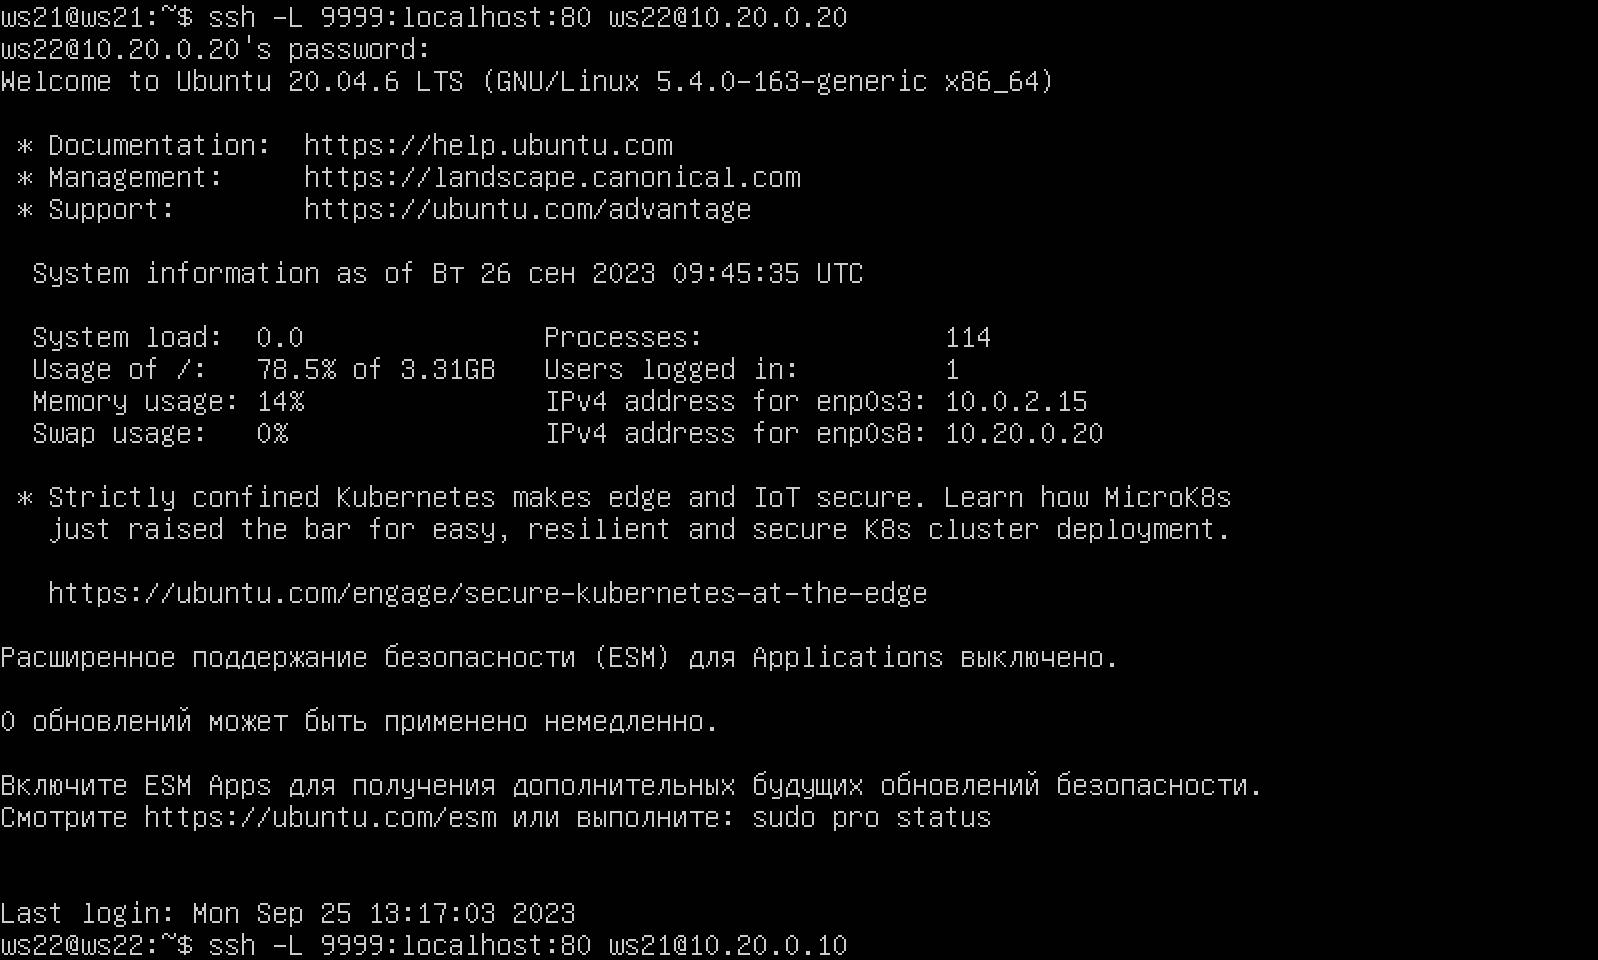 ws21@ws21:~$ ssh -L 9999:localhost:80 ws22@10.20.0.20
ws22@10.20.0.20's password:
Welcome to Ubuntu 20.04.6 LTS (GNU/Linux 5.4.0-163-generic x86_64)
* Documentation:  https://help.ubuntu.com
* Management:     https://landscape.canonical.com
* Support:        https://ubuntu.com/advantage
System information as of Вт 26 сен 2023 09:45:35 UTC
System load:  0.0               Processes:               114
Usage of /:   78.5% of 3.31GB   Users logged in:         1
Memory usage: 14%               IPv4 address for enp0s3: 10.0.2.15
Swap usage:   0%                IPv4 address for enp0s8: 10.20.0.20
* Strictly confined Kubernetes makes edge and IoT secure. Learn how MicroK8s
just raised the bar for easy, resilient and secure K8s cluster deployment.
https://ubuntu.com/engage/secure-kubernetes-at-the-edge
Расширенное поддержание безопасности (ESM) для Applications выключено.
0 обновлений может быть применено немедленно.
Включите ESM Apps для получения дополнительных будущих обновлений безопасности.
Смотрите https://ubuntu.com/esm или выполните: sudo pro status
Last login: Mon Sep 25 13:17:03 2023
ws22@ws22:~$ ssh -L 9999:localhost:80 ws21@10.20.0.10